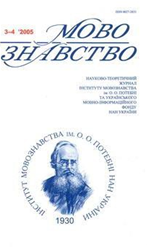 3–4 '2005
МОВО
ЗНАВСТВО
НАУКОВО-ТЕОРЕТИЧНИЙ
ЖУРНАЛ
ІНСТИТУТУ МОВОЗНАВСТВА
ім. О. О. ПОТЕБНІ
ТА УКРАЇНСЬКОГО
МОВНО-ІНФОРМАЦІЙНОГО
ФОНДУ
НАН УКРАЇНИ
ІНСТИТУТ МОВОЗНАВСТВА ІМ. О. О. ПОТЕБНІ НАН УКРАЇНИ
1930